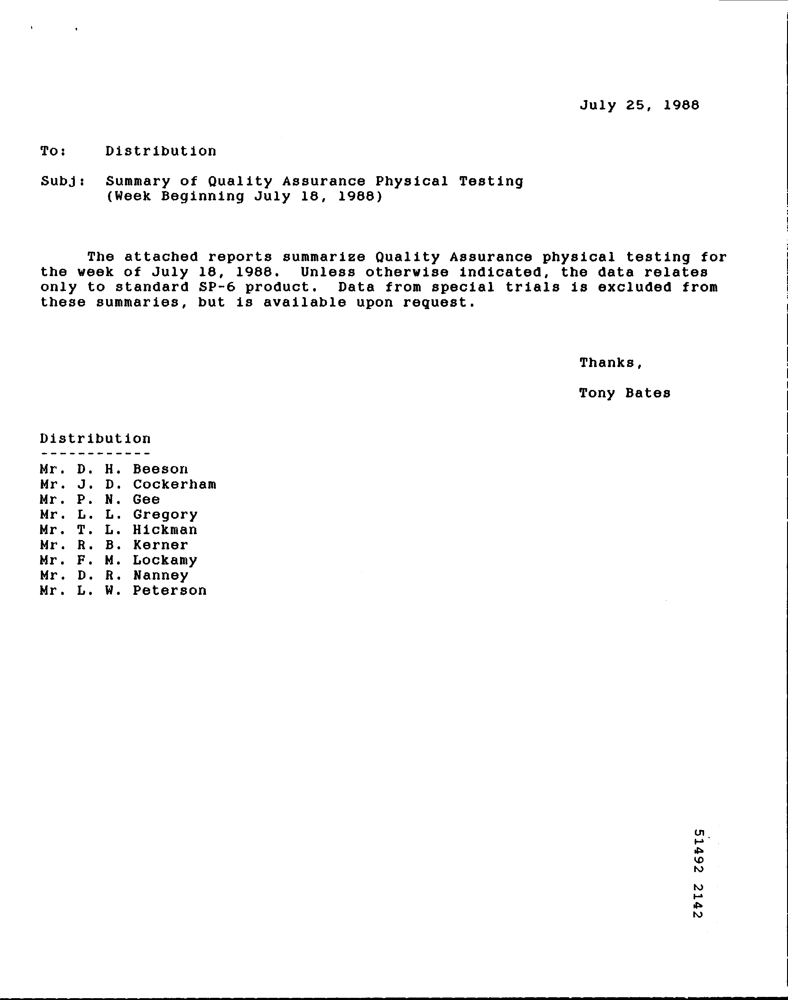 July 25, 1988
To: Distribution
Subj: Summary of Quality Assurance Physical Testing
(Week Beginning July 18, 1988)
The attached reports summarize Quality Assurance physical testing for
the week of July 18, 1988. Unless otherwise indicated, the data relates
only to standard SP-6 product. Data from special trials is excluded from
these summaries, but is available upon request.
Thanks,
Tony Bates
Distribution
------------
Mr. D. H. Beeson
Mr. J. D. Cockerham
Mr. P. N. Gee
Mr. L. L. Gregory
Mr. T. L. Hickman
Mr. R. B. Kerner
Mr. F. M. Lockamy
Mr. D. R. Nanney
Mr. L. W. Peterson
51492 2142